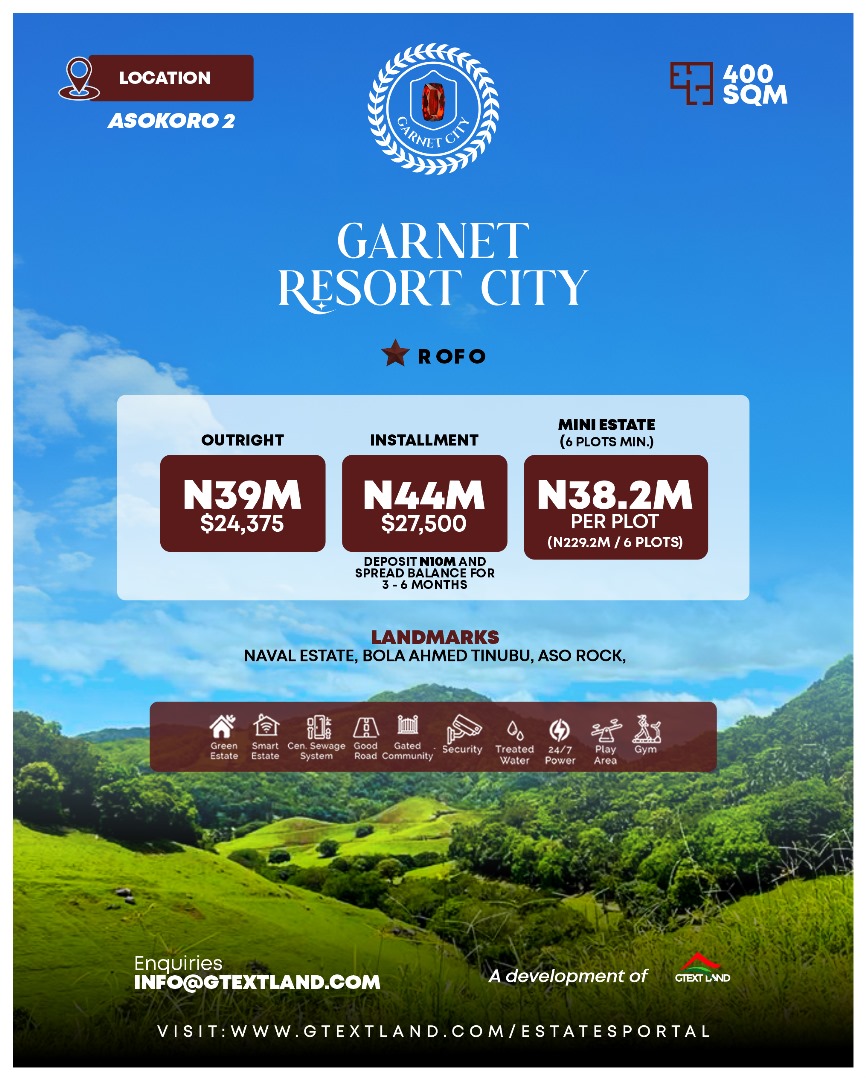 LOCATION
ASOKORO 2
GARNET CITY
400
SQM
GARNET
RESORT CITY
ROFO
OUTRIGHT
N39M
$24,375
INSTALLMENT
N44M
$27,500
DEPOSIT N10M AND
SPREAD BALANCE FOR
3 - 6 MONTHS
MINI ESTATE
(6 PLOTS MIN.)
N38.2M
PER PLOT
(N229.2M / 6 PLOTS)
LANDMARKS
NAVAL ESTATE, BOLA AHMED TINUBU, ASO ROCK,
Green
Estate
Smart
Estate
Cen. Sewage
System
Good
Road
Gated
Community
Security
Treated
Water
24/7
Power
Play
Area
Gym
Enquiries
INFO@GTEXTLAND.COM
A development of
GTEXT LAND
VISIT:WWW.GTEXTLAND.COM/ESTATESPORTAL